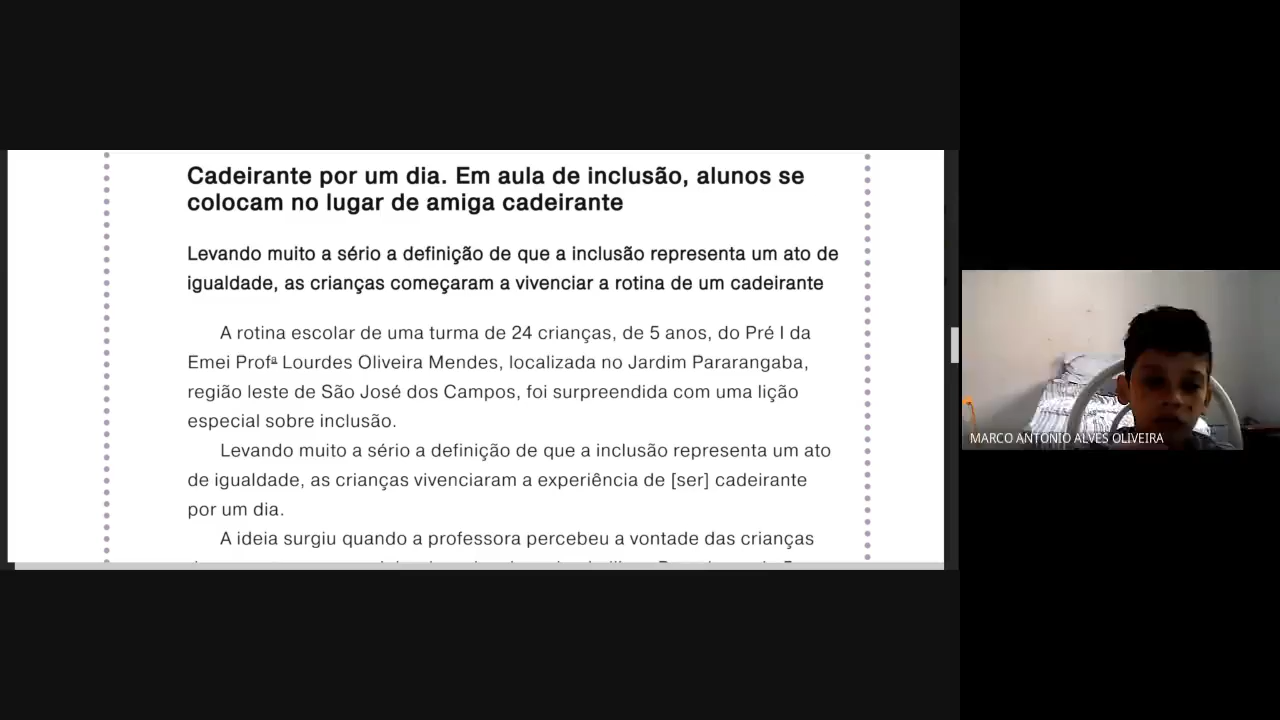 Cadeirante por um dia. Em aula de inclusão, alunos se
colocam no lugar de amiga cadeirante
Levando muito a sério a definição de que a inclusão representa um ato de
igualdade, as crianças começaram a vivenciar a rotina de um cadeirante
A rotina escolar de uma turma de 24 crianças, de 5 anos, do Pré I da
Emei Profª Lourdes Oliveira Mendes, localizada no Jardim Pararangaba,
região leste de São José dos Campos, foi surpreendida com uma lição
especial sobre inclusão.
Levando muito a sério a definição de que a inclusão representa um ato
de igualdade, as crianças vivenciaram a experiência de [ser] cadeirante
por um dia.
A ideia surgiu quando a professora percebeu a vontade das crianças
MARCO ANTONIO ALVES OLIVEIRA